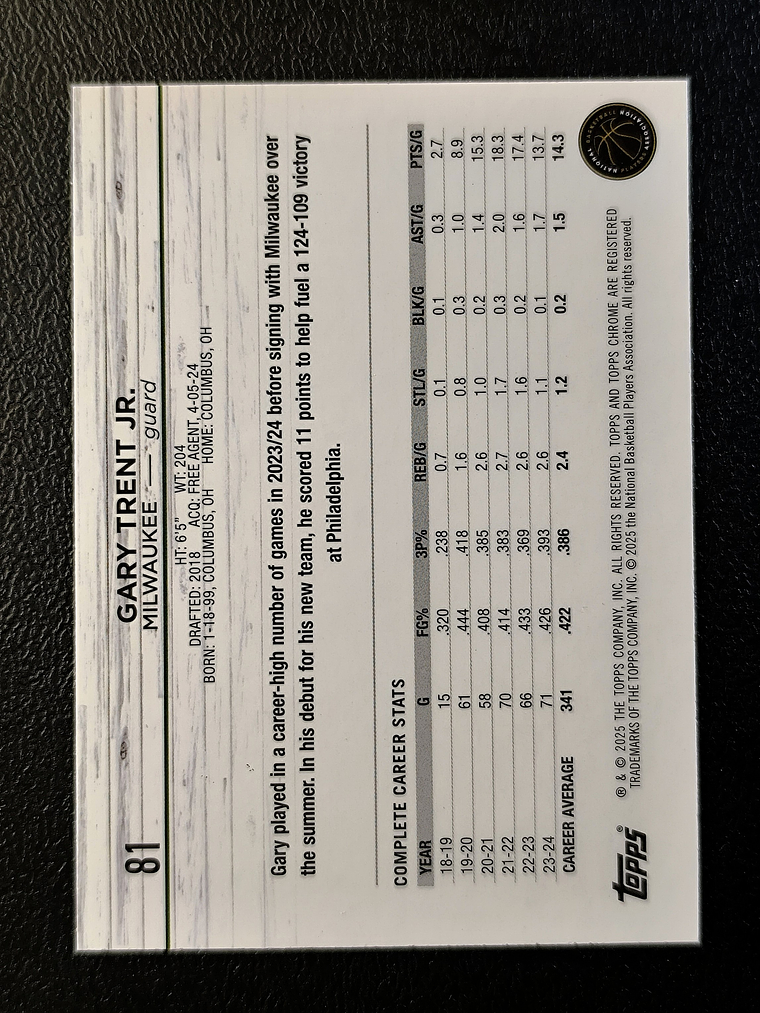 81
GARY TRENT JR.
MILWAUKEE — guard
HT: 6'5" WT: 204
DRAFTED: 2018 ACQ: FREE AGENT, 4-05-24
BORN: 1-18-99, COLUMBUS, OH HOME: COLUMBUS, OH
Gary played in a career-high number of games in 2023/24 before signing with Milwaukee over
the summer. In his debut for his new team, he scored 11 points to help fuel a 124-109 victory
at Philadelphia.
COMPLETE CAREER STATS
YEAR G FG% 3P% REB/G STL/G BLK/G AST/G PTS/G
18-19 15 .320 .238 0.7 0.1 0.1 0.3 2.7
19-20 61 .444 .418 1.6 0.8 0.3 1.0 8.9
20-21 58 .408 .385 2.6 1.0 0.2 1.4 15.3
21-22 70 .414 .383 2.7 1.7 0.3 2.0 18.3
22-23 66 .433 .369 2.6 1.6 0.2 1.6 17.4
23-24 71 .426 .393 2.6 1.1 0.1 1.7 13.7
CAREER AVERAGE 341 .422 .386 2.4 1.2 0.2 1.5 14.3
topps®
® & © 2025 THE TOPPS COMPANY, INC. ALL RIGHTS RESERVED. TOPPS AND TOPPS CHROME ARE REGISTERED
TRADEMARKS OF THE TOPPS COMPANY, INC. © 2025 the National Basketball Players Association. All rights reserved.
NATIONAL BASKETBALL PLAYERS ASSOCIATION